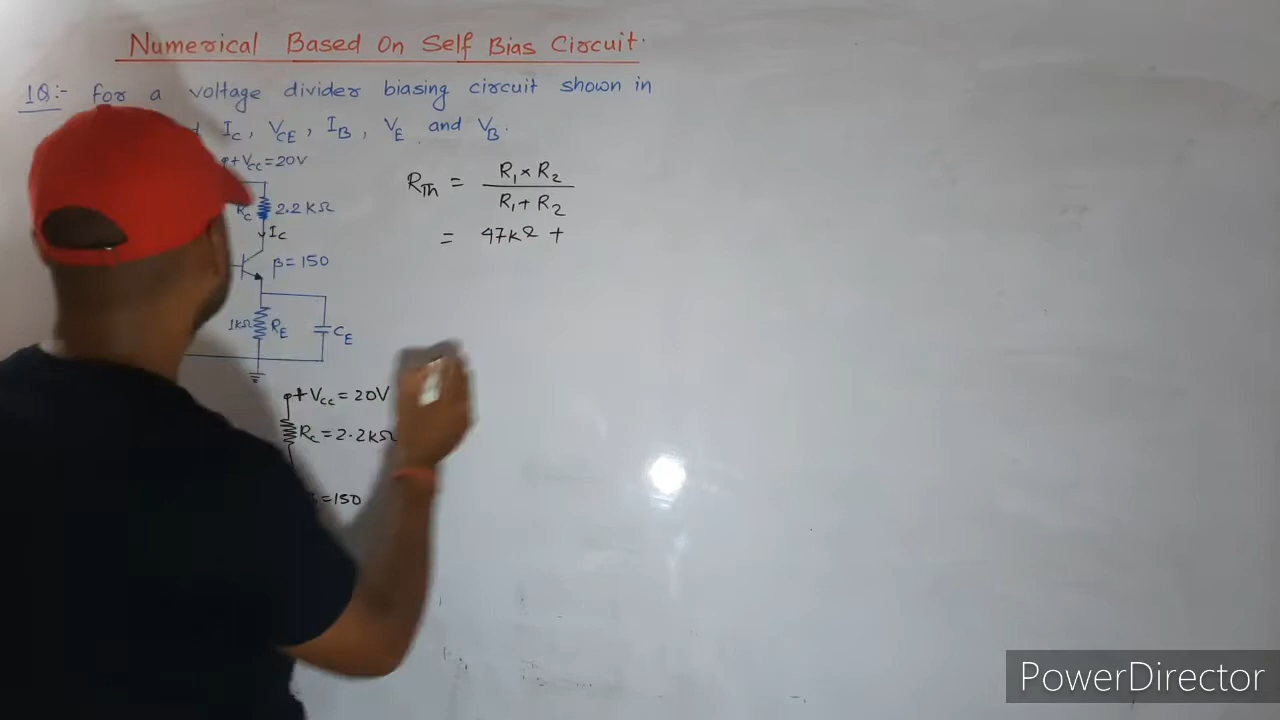 Numerical Based On Self Bias Circuit.
1Q:- for a voltage divider biasing circuit shown in
I_C, V_CE, I_B, V_E and V_B.
+V_CC=20V
R_C 2.2KΩ
I_C
β=150
1KΩ R_E C_E
R_Th = R_1 × R_2 / R_1 + R_2
= 47KΩ +
+V_CC = 20V
R_C = 2.2KΩ
=150
PowerDirector